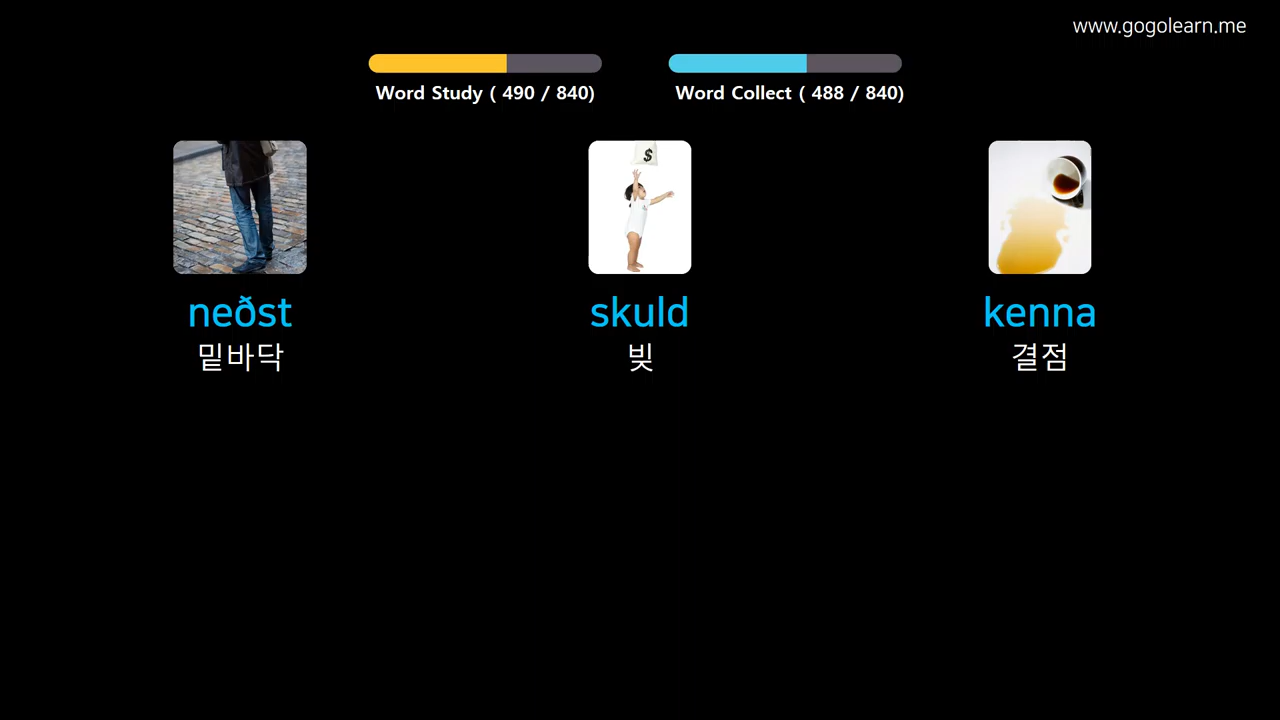 www.gogolearn.me
Word Study ( 490 / 840)
Word Collect ( 488 / 840)
$
neðst
skuld
kenna
밑바닥
빚
결점